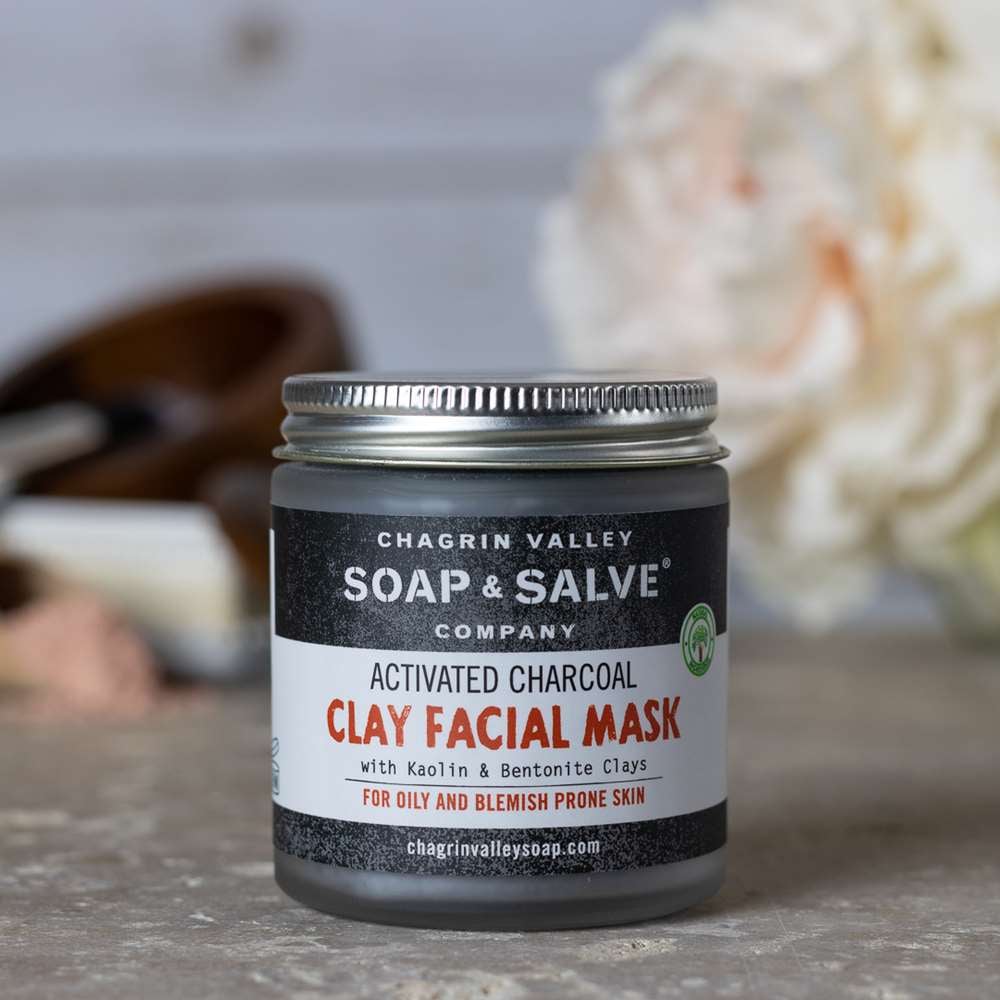 CHAGRIN VALLEY
SOAP & SALVE®
COMPANY
ACTIVATED CHARCOAL
CLAY FACIAL MASK
with Kaolin & Bentonite Clays
FOR OILY AND BLEMISH PRONE SKIN
chagrinvalleysoap.com